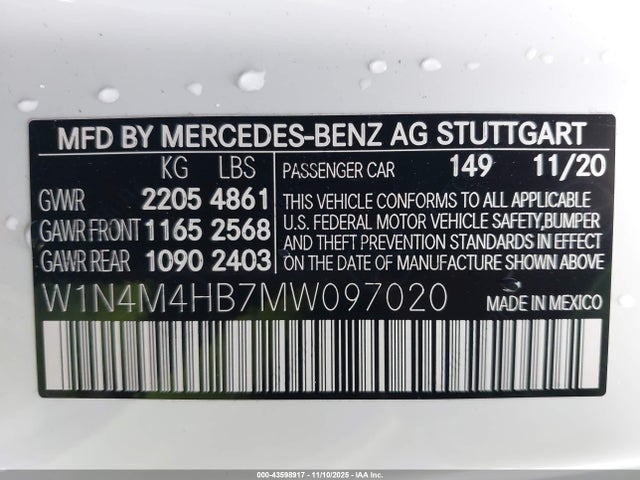 MFD BY MERCEDES-BENZ AG STUTTGART
KG LBS
GVWR 2205 4861
GAWR FRONT 1165 2568
GAWR REAR 1090 2403
PASSENGER CAR 149 11/20
THIS VEHICLE CONFORMS TO ALL APPLICABLE
U.S. FEDERAL MOTOR VEHICLE SAFETY,BUMPER
AND THEFT PREVENTION STANDARDS IN EFFECT
ON THE DATE OF MANUFACTURE SHOWN ABOVE.
W1N4M4HB7MW097020 MADE IN MEXICO
000-43598917 - 11/10/2025 - IAAI, Inc.